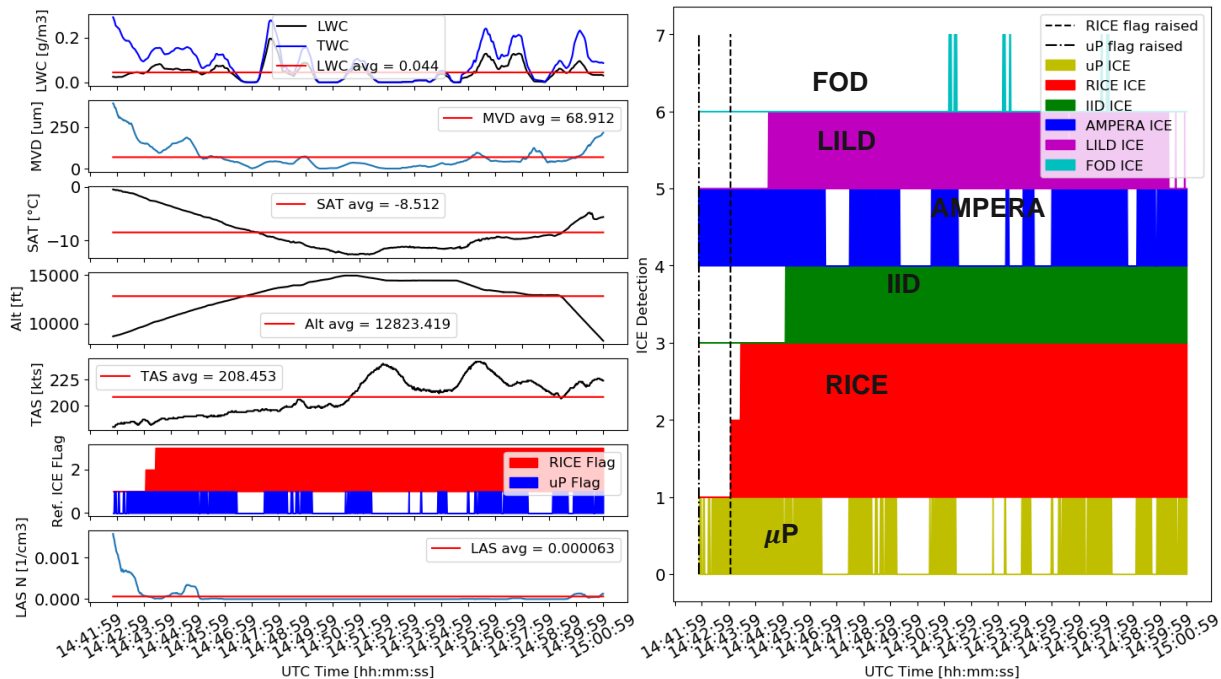 LWC [g/m3]
0.2
0.0
LWC
TWC
LWC avg = 0.044
MVD [um]
250
0
MVD avg = 68.912
SAT [°C]
0
−10
SAT avg = -8.512
Alt [ft]
15000
10000
Alt avg = 12823.419
TAS [kts]
225
200
TAS avg = 208.453
Ref. ICE FLag
2
0
RICE Flag
uP Flag
LAS N [1/cm3]
0.001
0.000
LAS avg = 0.000063
14:41:59
14:42:59
14:43:59
14:44:59
14:45:59
14:46:59
14:47:59
14:48:59
14:49:59
14:50:59
14:51:59
14:52:59
14:53:59
14:54:59
14:55:59
14:56:59
14:57:59
14:58:59
14:59:59
15:00:59
UTC Time [hh:mm:ss]
ICE Detection
7
6
5
4
3
2
1
0
RICE flag raised
uP flag raised
uP ICE
RICE ICE
IID ICE
AMPERA ICE
LILD ICE
FOD ICE
FOD
LILD
AMPERA
IID
RICE
μP
14:41:59
14:42:59
14:43:59
14:44:59
14:45:59
14:46:59
14:47:59
14:48:59
14:49:59
14:50:59
14:51:59
14:52:59
14:53:59
14:54:59
14:55:59
14:56:59
14:57:59
14:58:59
14:59:59
15:00:59
UTC Time [hh:mm:ss]